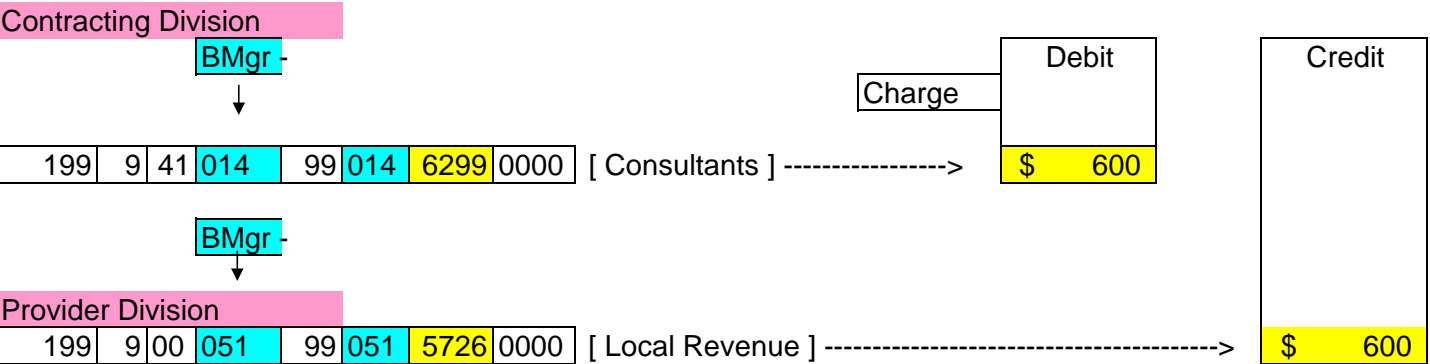 Contracting Division
BMgr - Debit Credit
Charge
199 9 41 014 99 014 6299 0000 [ Consultants ] -----------------> $ 600
BMgr -
Provider Division
199 9 00 051 99 051 5726 0000 [ Local Revenue ] -----------------------------------------> $ 600